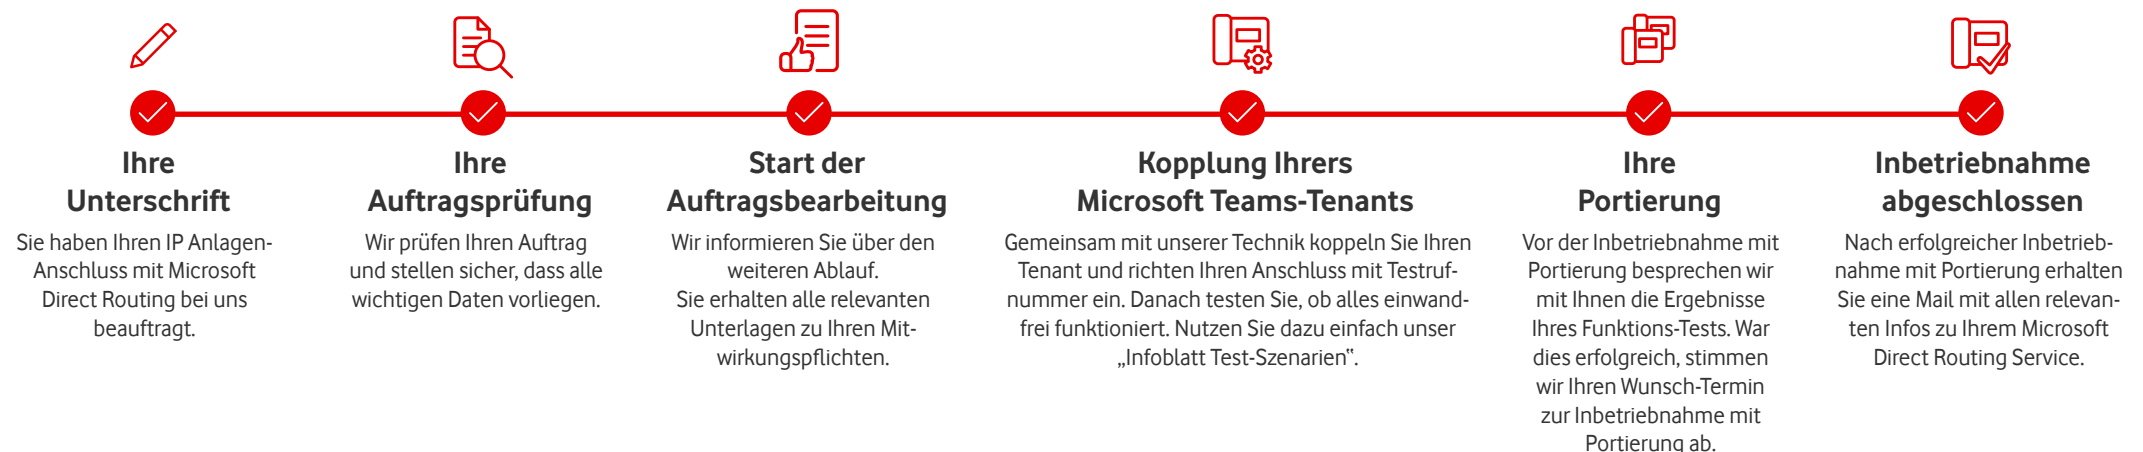 Ihre
Unterschrift
Sie haben Ihren IP Anlagen-
Anschluss mit Microsoft
Direct Routing bei uns
beauftragt.
Ihre
Auftragsprüfung
Wir prüfen Ihren Auftrag
und stellen sicher, dass alle
wichtigen Daten vorliegen.
Start der
Auftragsbearbeitung
Wir informieren Sie über den
weiteren Ablauf.
Sie erhalten alle relevanten
Unterlagen zu Ihren Mit-
wirkungspflichten.
Kopplung Ihrers
Microsoft Teams-Tenants
Gemeinsam mit unserer Technik koppeln Sie Ihren
Tenant und richten Ihren Anschluss mit Testruf-
nummer ein. Danach testen Sie, ob alles einwand-
frei funktioniert. Nutzen Sie dazu einfach unser
„Infoblatt Test-Szenarien“.
Ihre
Portierung
Vor der Inbetriebnahme mit
Portierung besprechen wir
mit Ihnen die Ergebnisse
Ihres Funktions-Tests. War
dies erfolgreich, stimmen
wir Ihren Wunsch-Termin
zur Inbetriebnahme mit
Portierung ab.
Inbetriebnahme
abgeschlossen
Nach erfolgreicher Inbetrieb-
nahme mit Portierung erhalten
Sie eine Mail mit allen relevan-
ten Infos zu Ihrem Microsoft
Direct Routing Service.